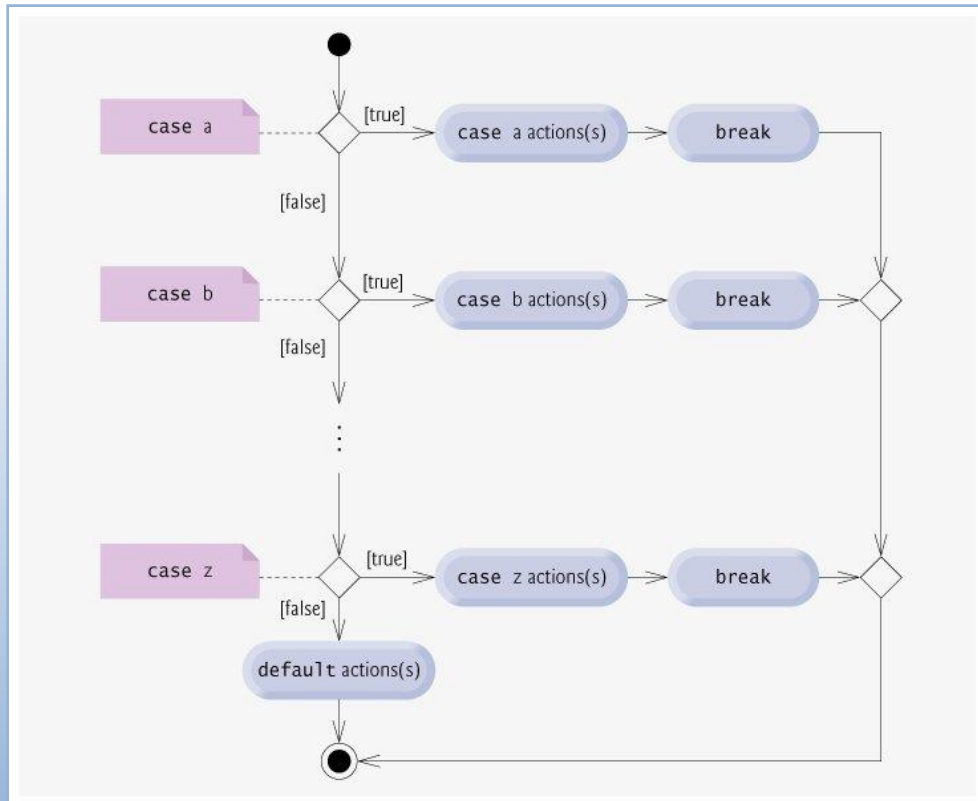 [true]
case a
case a actions(s)
break
[false]
[true]
case b
case b actions(s)
break
[false]
⋮
[true]
case z
case z actions(s)
break
[false]
default actions(s)